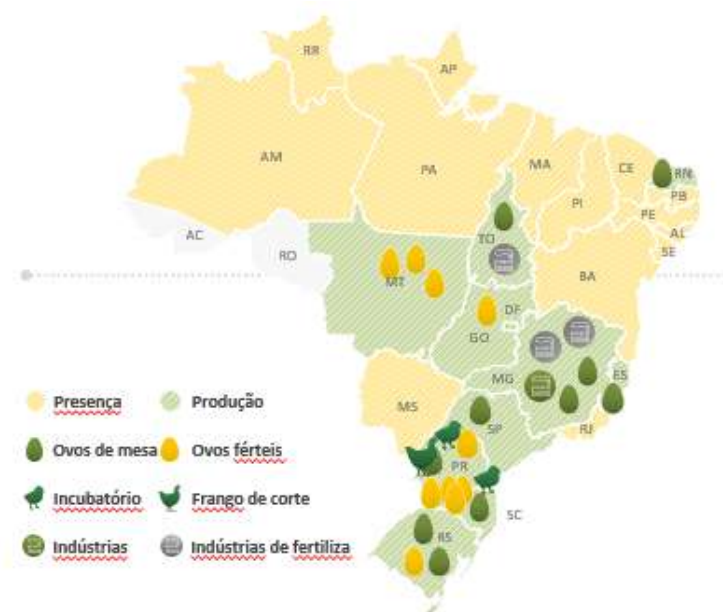 RR
AP
AM
PA
MA
CE
RN
PI
PB
PE
AL
SE
AC
TO
RO
BA
MT
DF
GO
MG
ES
MS
SP
RJ
PR
SC
RS
Presença
Produção
Ovos de mesa
Ovos férteis
Incubatório
Frango de corte
Indústrias
Indústrias de fertiliza